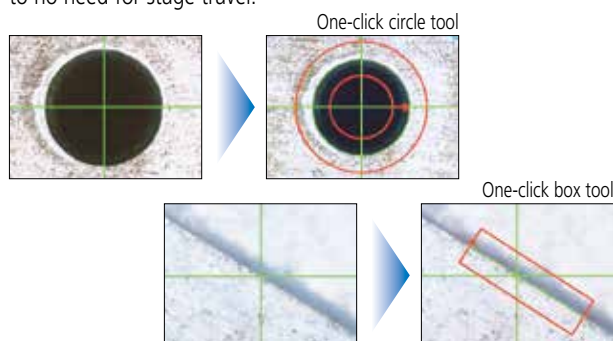 to no need for stage travel.
One-click circle tool
One-click box tool